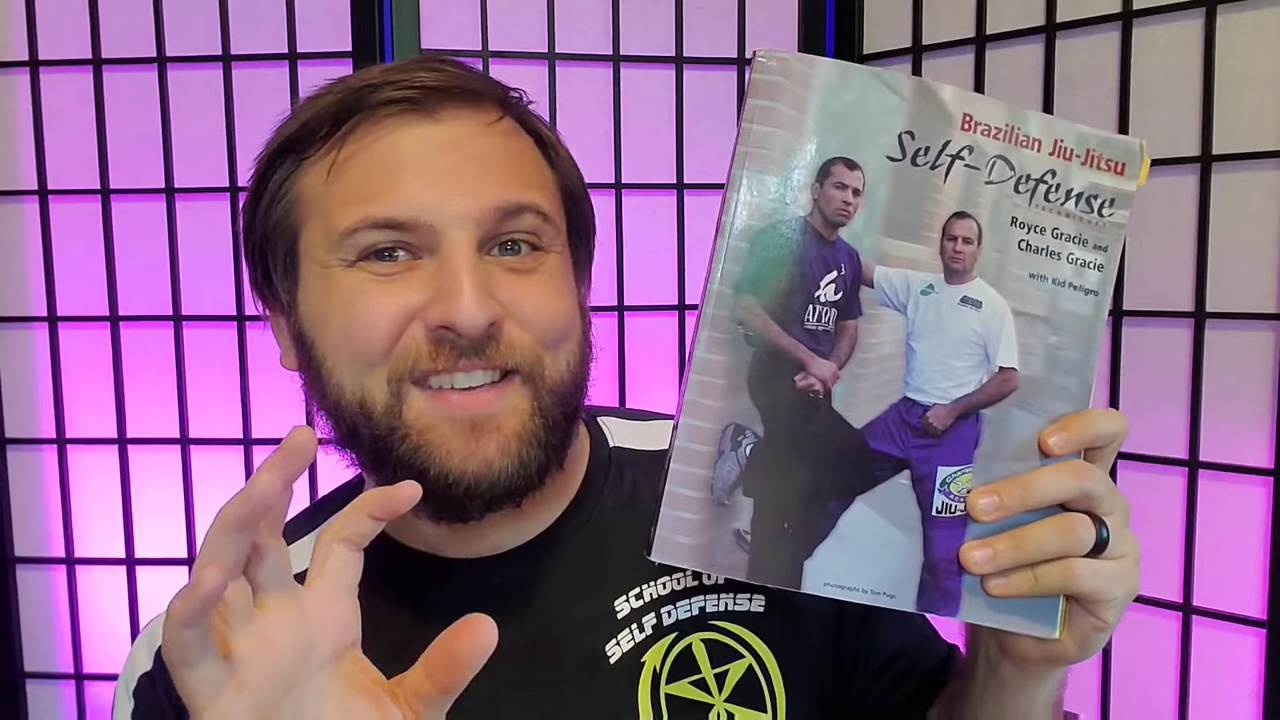 Brazilian Jiu-Jitsu
Self-Defense
TECHNIQUES
Royce Gracie and
Charles Gracie
with Kid Peligro
photographs by Tom Page
SCHOOL OF
SELF DEFENSE